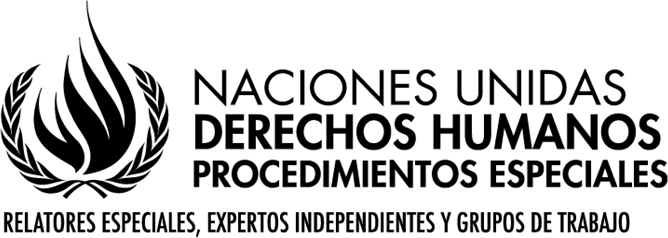 NACIONES UNIDAS
DERECHOS HUMANOS
PROCEDIMIENTOS ESPECIALES
RELATORES ESPECIALES, EXPERTOS INDEPENDIENTES Y GRUPOS DE TRABAJO